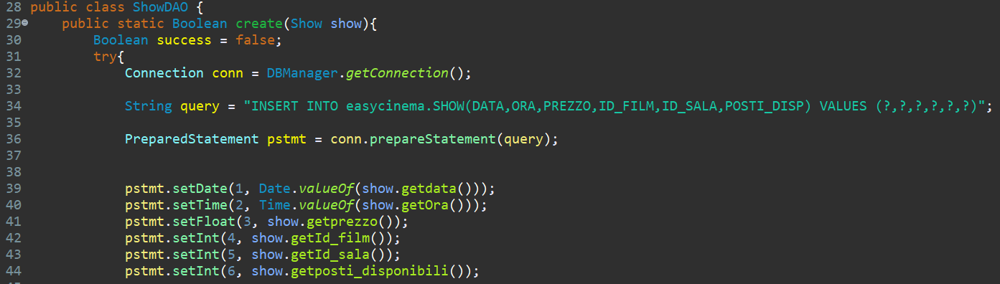 28 public class ShowDAO {
29 public static Boolean create(Show show){
30 Boolean success = false;
31 try{
32 Connection conn = DBManager.getConnection();
33
34 String query = "INSERT INTO easycinema.SHOW(DATA,ORA,PREZZO,ID_FILM,ID_SALA,POSTI_DISP) VALUES (?,?,?,?,?,?)";
35
36 PreparedStatement pstmt = conn.prepareStatement(query);
37
38
39 pstmt.setDate(1, Date.valueOf(show.getdata()));
40 pstmt.setTime(2, Time.valueOf(show.getOra()));
41 pstmt.setFloat(3, show.getprezzo());
42 pstmt.setInt(4, show.getId_film());
43 pstmt.setInt(5, show.getId_sala());
44 pstmt.setInt(6, show.getposti_disponibili());